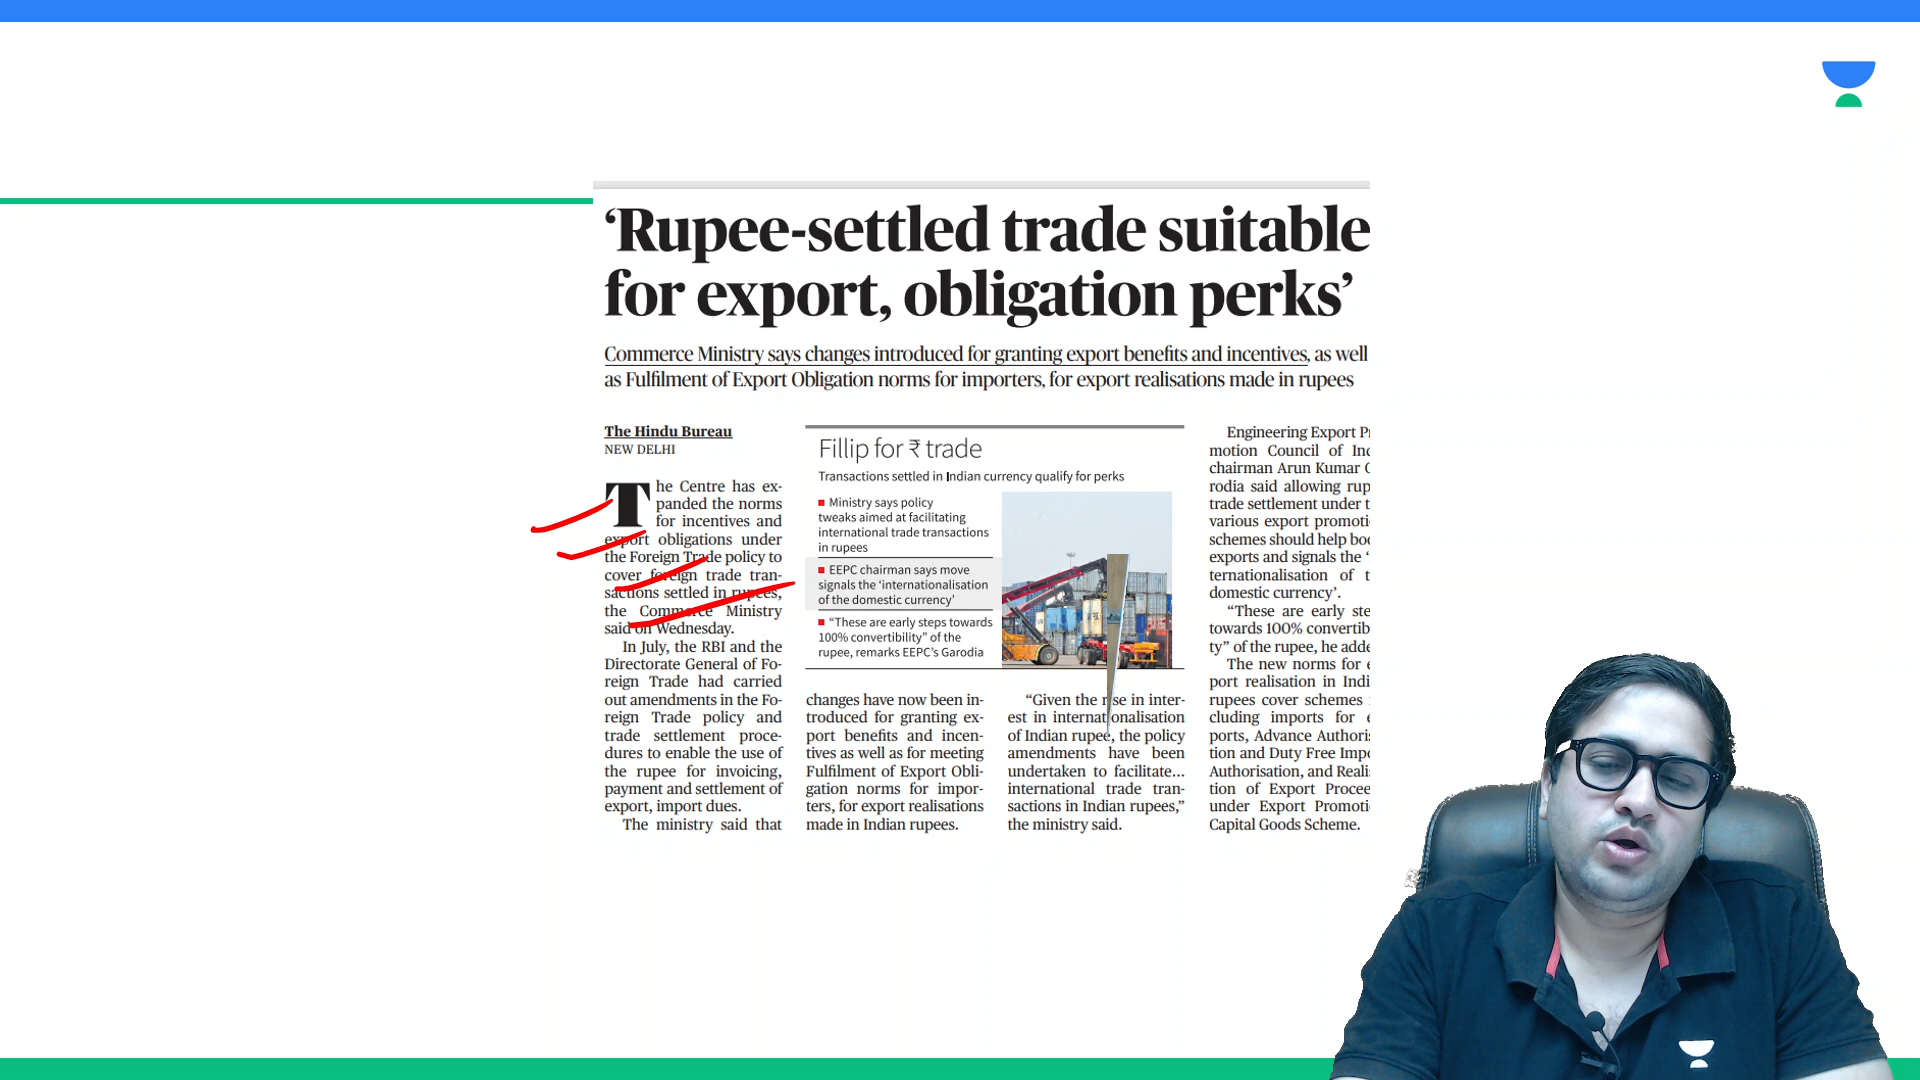 ‘Rupee-settled trade suitable
for export, obligation perks’
Commerce Ministry says changes introduced for granting export benefits and incentives, as well
as Fulfilment of Export Obligation norms for importers, for export realisations made in rupees
The Hindu Bureau
NEW DELHI
The Centre has ex-
panded the norms
for incentives and
export obligations under
the Foreign Trade policy to
cover foreign trade tran-
sactions settled in rupees,
the Commerce Ministry
said on Wednesday.
In July, the RBI and the
Directorate General of Fo-
reign Trade had carried
out amendments in the Fo-
reign Trade policy and
trade settlement proce-
dures to enable the use of
the rupee for invoicing,
payment and settlement of
export, import dues.
The ministry said that
Fillip for ₹ trade
Transactions settled in Indian currency qualify for perks
Ministry says policy
tweaks aimed at facilitating
international trade transactions
in rupees
EEPC chairman says move
signals the ‘internationalisation
of the domestic currency’
“These are early steps towards
100% convertibility” of the
rupee, remarks EEPC’s Garodia
changes have now been in-
troduced for granting ex-
port benefits and incen-
tives as well as for meeting
Fulfilment of Export Obli-
gation norms for impor-
ters, for export realisations
made in Indian rupees.
“Given the rise in inter-
est in internationalisation
of Indian rupee, the policy
amendments have been
undertaken to facilitate...
international trade tran-
sactions in Indian rupees,”
the ministry said.
Engineering Export
motion Council of
chairman Arun Kumar
rodia said allowing
trade settlement under
various export
schemes should help
exports and signals the ‘
ternationalisation of
domestic currency’.
“These are early
towards 100%
ty” of the rupee, he
The new norms for
port realisation in
rupees cover schemes
cluding imports for
ports, Advance
tion and Duty Free
Authorisation, and
tion of Export
under Export
Capital Goods Scheme.